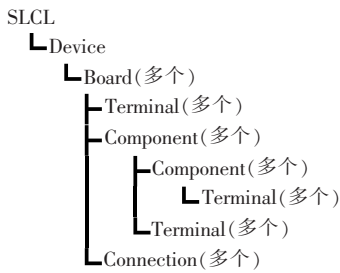 SLCL
Device
Board(多个)
Terminal(多个)
Component(多个)
Component(多个)
Terminal(多个)
Terminal(多个)
Connection(多个)